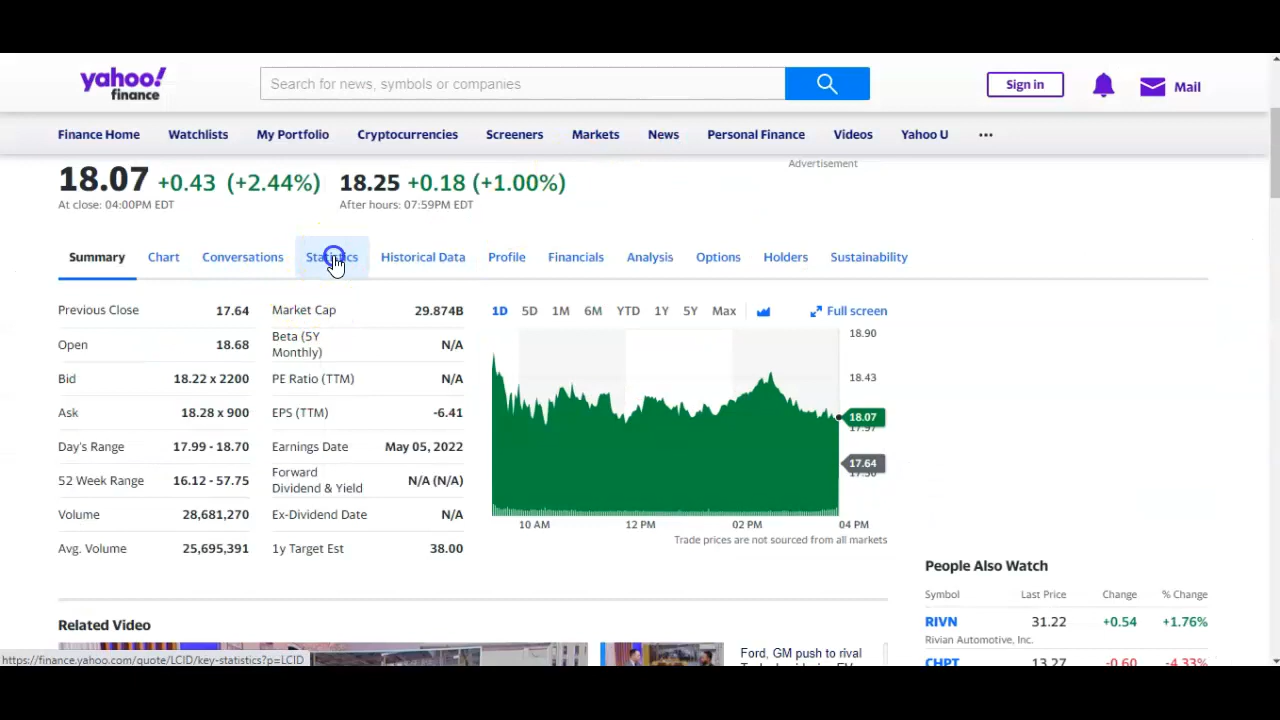 yahoo!
finance
Search for news, symbols or companies
Sign in
Mail
Finance Home Watchlists My Portfolio Cryptocurrencies Screeners Markets News Personal Finance Videos Yahoo U ...
18.07 +0.43 (+2.44%) 18.25 +0.18 (+1.00%)
At close: 04:00PM EDT After hours: 07:59PM EDT
Advertisement
Summary Chart Conversations Statistics Historical Data Profile Financials Analysis Options Holders Sustainability
Previous Close 17.64
Open 18.68
Bid 18.22 x 2200
Ask 18.28 x 900
Day's Range 17.99 - 18.70
52 Week Range 16.12 - 57.75
Volume 28,681,270
Avg. Volume 25,695,391
Market Cap 29.874B
Beta (5Y
Monthly) N/A
PE Ratio (TTM) N/A
EPS (TTM) -6.41
Earnings Date May 05, 2022
Forward
Dividend & Yield N/A (N/A)
Ex-Dividend Date N/A
1y Target Est 38.00
1D 5D 1M 6M YTD 1Y 5Y Max Full screen
18.90
18.43
18.07
17.97
17.64
10 AM 12 PM 02 PM 04 PM
Trade prices are not sourced from all markets
People Also Watch
Symbol Last Price Change % Change
RIVN 31.22 +0.54 +1.76%
Rivian Automotive, Inc.
CHPT 13.27 -0.60 -4.33%
Related Video
Ford, GM push to rival
https://finance.yahoo.com/quote/LCID/key-statistics?p=LCID